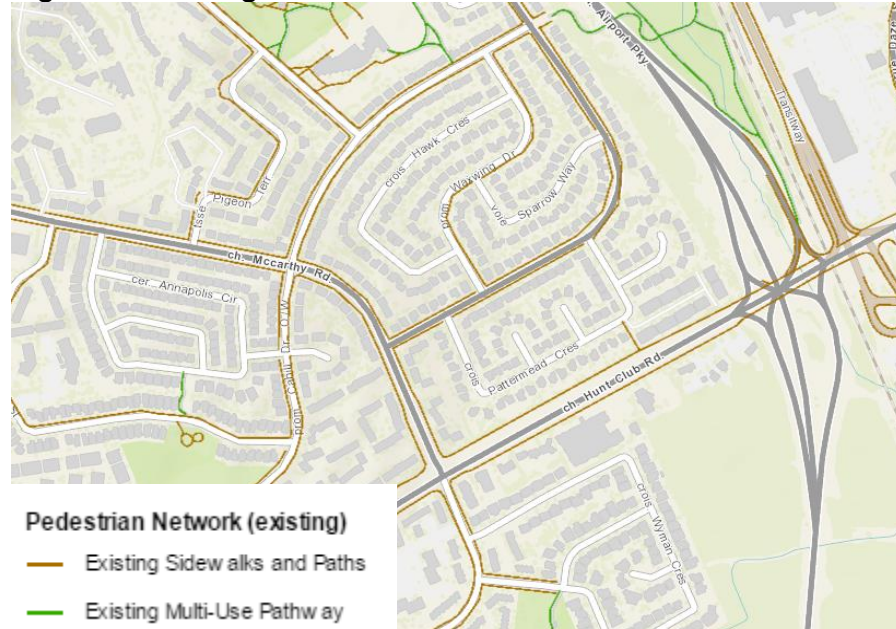 Airport Pky.
Transitway
crois Hawk Cres
prom Waxwing Dr
voie Sparrow Way
Pigeon Terr
tsse
ch. Mccarthy Rd.
cer Annapolis Cir
prom Cahill Dr O/W
crois Pattermead Cres
ch. Hunt Club Rd.
crois Wyman Cres
Pedestrian Network (existing)
Existing Sidewalks and Paths
Existing Multi-Use Pathway